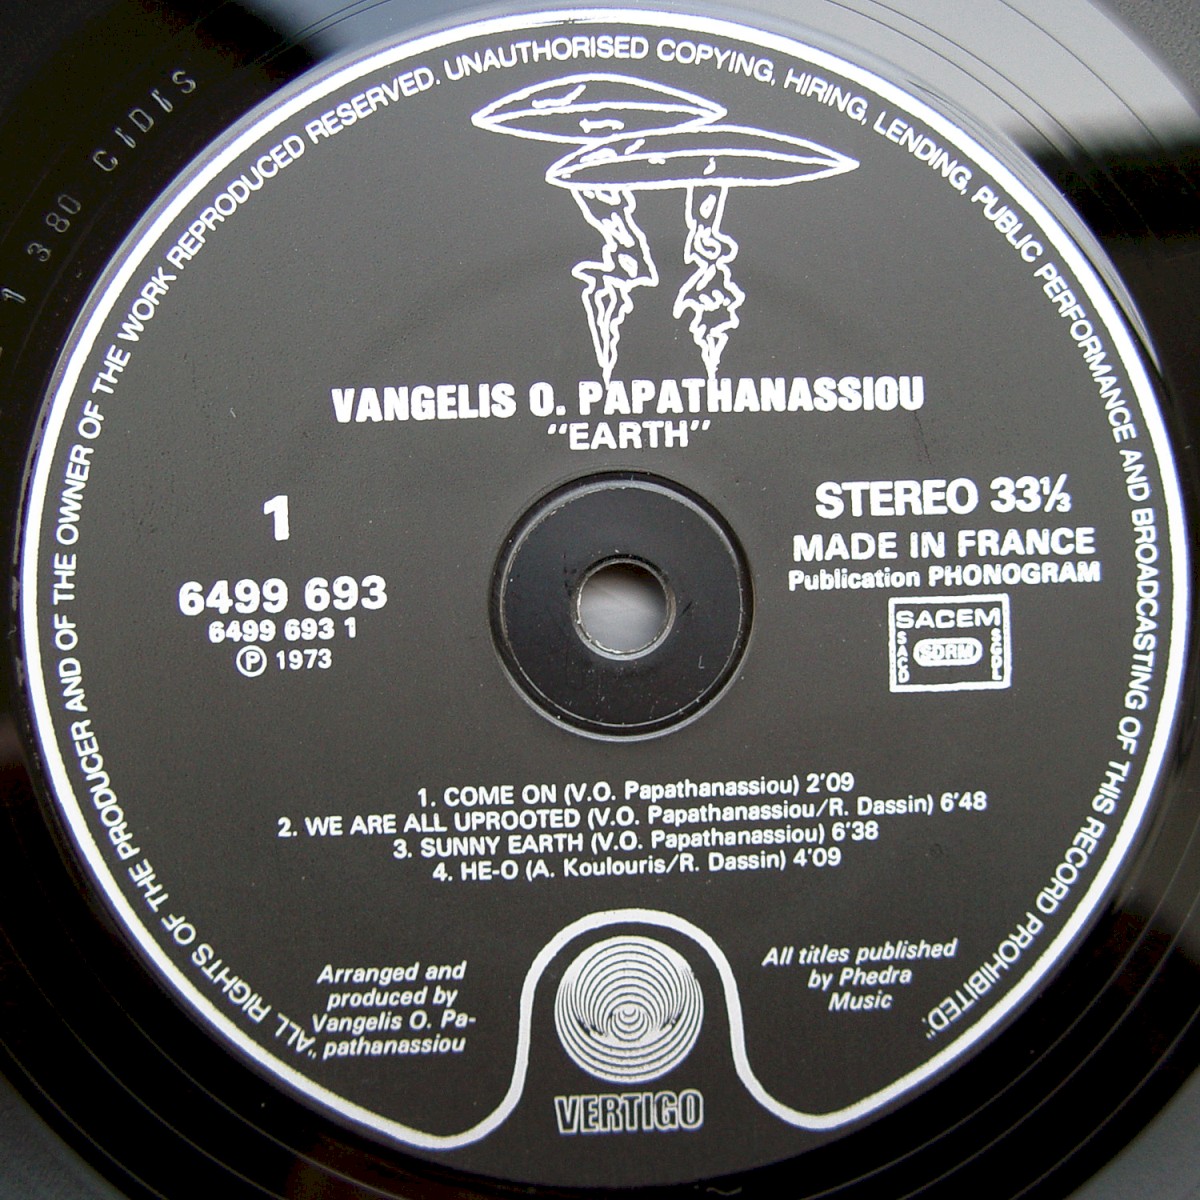 "ALL RIGHTS OF THE PRODUCER AND OF THE OWNER OF THE WORK REPRODUCED RESERVED. UNAUTHORISED COPYING, HIRING, LENDING, PUBLIC PERFORMANCE AND BROADCASTING OF THIS RECORD PROHIBITED".
VANGELIS O. PAPATHANASSIOU
"EARTH"
1
6499 693
6499 693 1
℗ 1973
STEREO 33⅓
MADE IN FRANCE
Publication PHONOGRAM
SACEM
SACD
SDRM
SGDL
1. COME ON (V.O. Papathanassiou) 2'09
2. WE ARE ALL UPROOTED (V.O. Papathanassiou/R. Dassin) 6'48
3. SUNNY EARTH (V.O. Papathanassiou) 6'38
4. HE-O (A. Koulouris/R. Dassin) 4'09
Arranged and
produced by
Vangelis O. Pa-
pathanassiou
All titles published
by Phedra
Music
VERTIGO